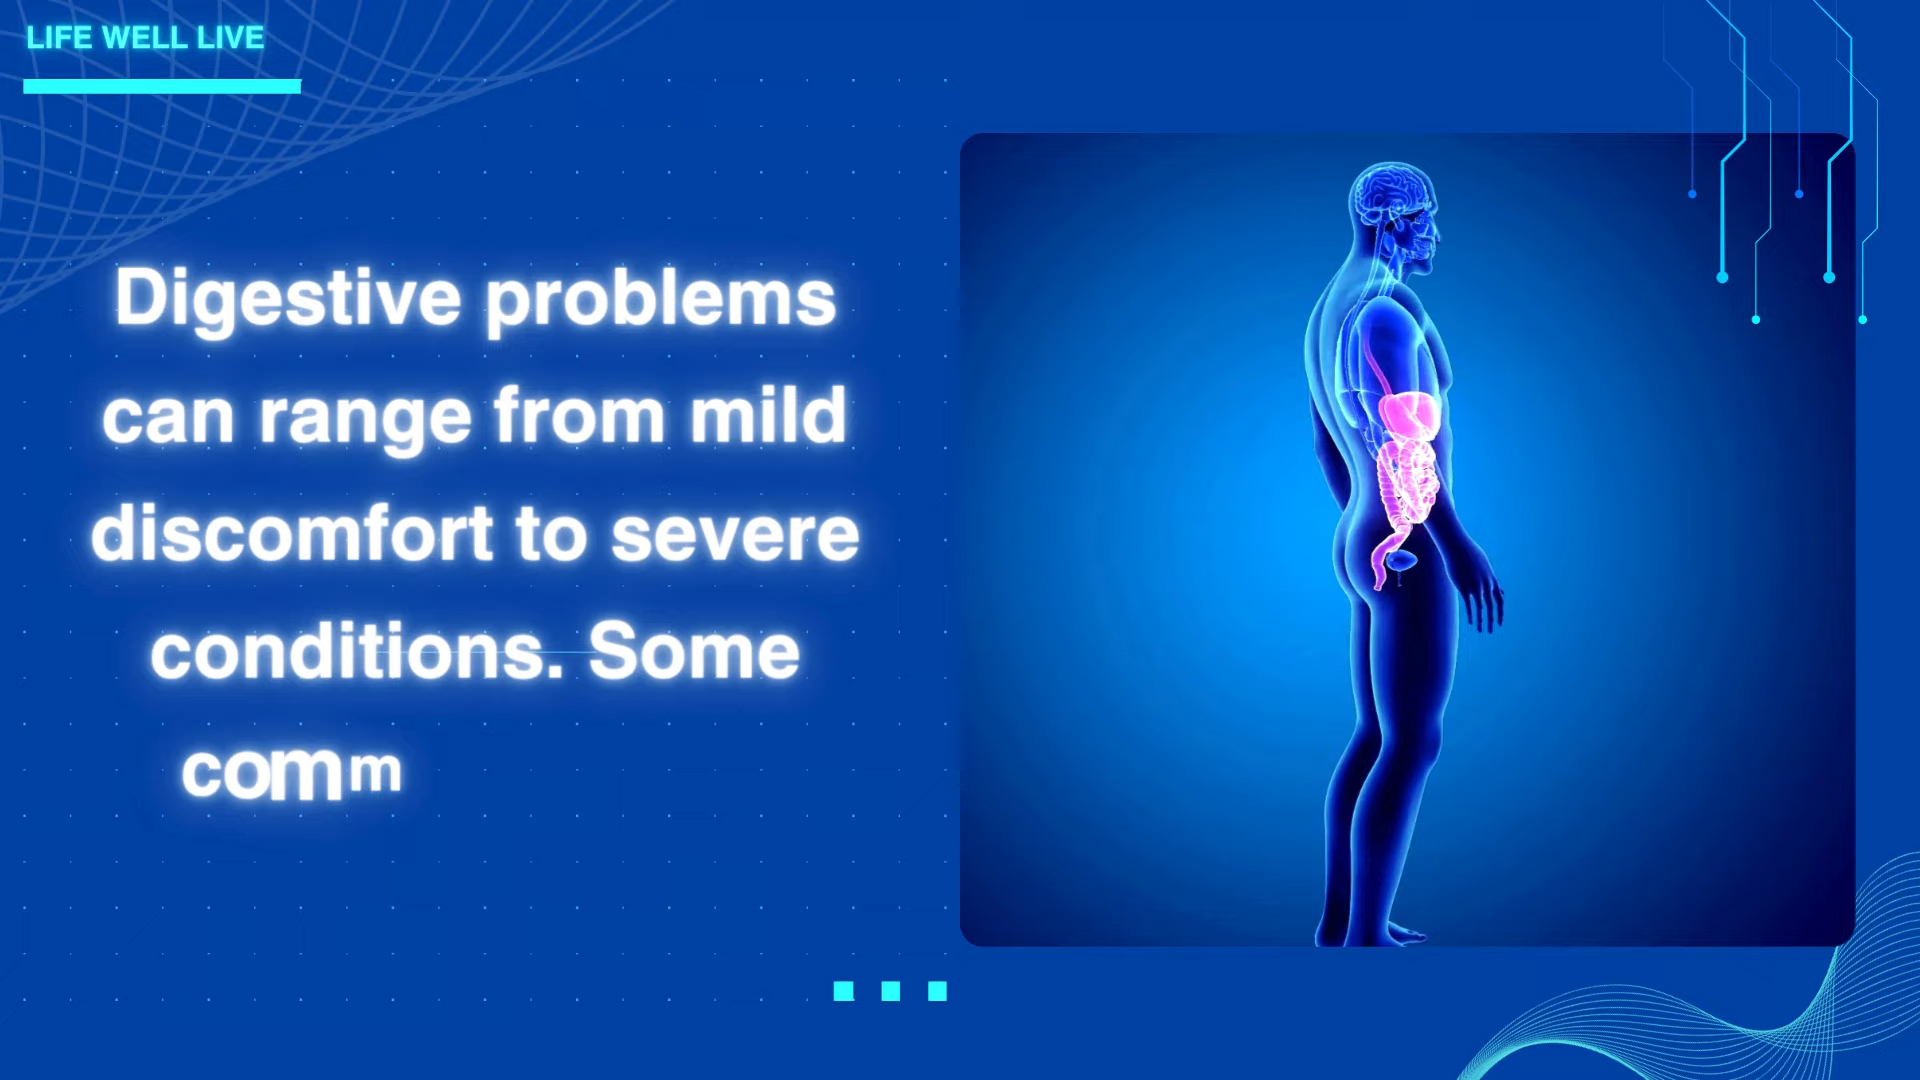 LIFE WELL LIVE
Digestive problems
can range from mild
discomfort to severe
conditions. Some
comm